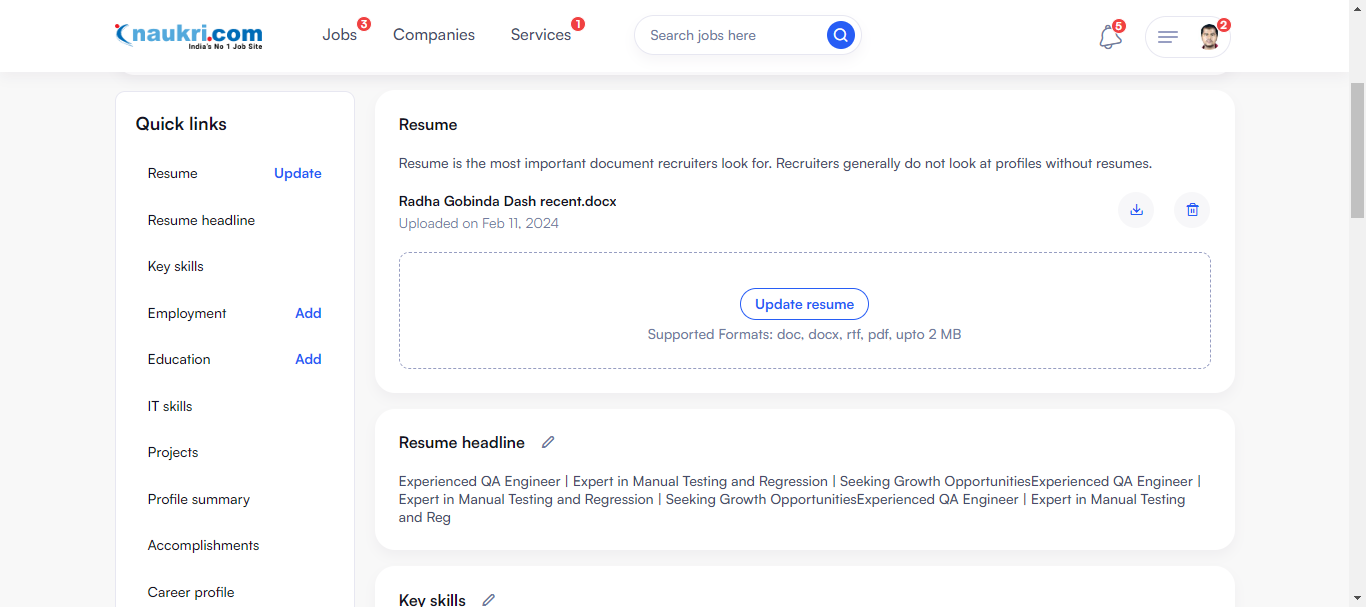 naukri.com
India's No 1 Job Site
Jobs 3
Companies
Services 1
Search jobs here
5
2
Quick links
Resume Update
Resume headline
Key skills
Employment Add
Education Add
IT skills
Projects
Profile summary
Accomplishments
Career profile
Resume
Resume is the most important document recruiters look for. Recruiters generally do not look at profiles without resumes.
Radha Gobinda Dash recent.docx
Uploaded on Feb 11, 2024
Update resume
Supported Formats: doc, docx, rtf, pdf, upto 2 MB
Resume headline
Experienced QA Engineer | Expert in Manual Testing and Regression | Seeking Growth OpportunitiesExperienced QA Engineer |
Expert in Manual Testing and Regression | Seeking Growth OpportunitiesExperienced QA Engineer | Expert in Manual Testing
and Reg
Key skills